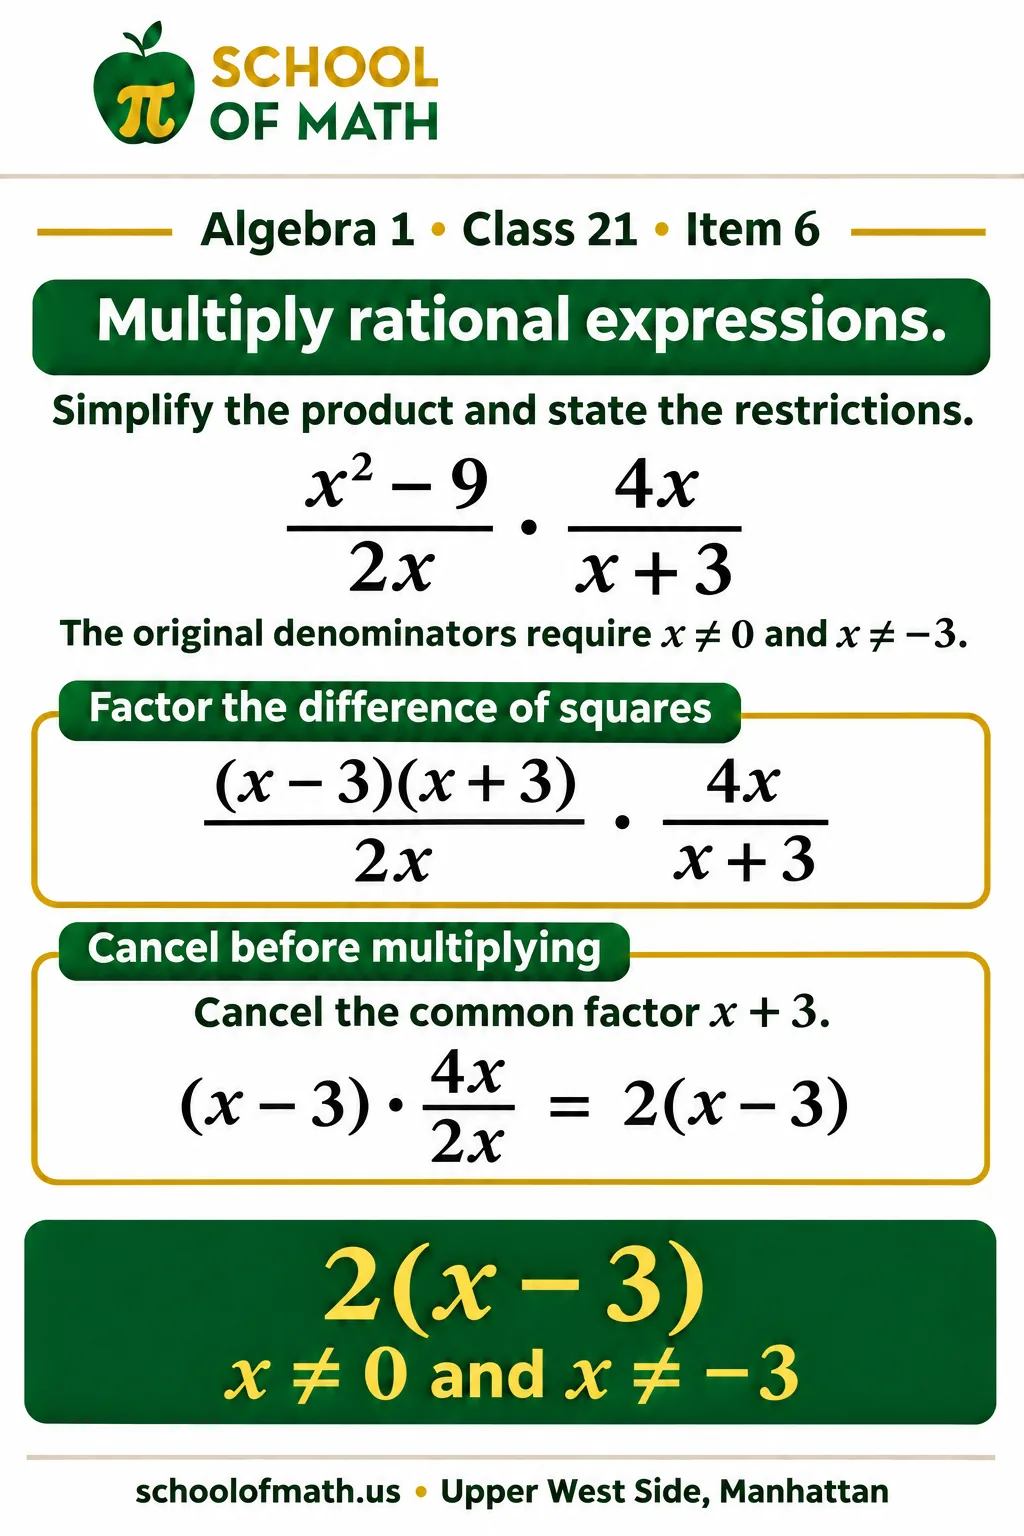 SCHOOL
OF MATH
π
Algebra 1 • Class 21 • Item 6
Multiply rational expressions.
Simplify the product and state the restrictions.
x² − 9 / 2x · 4x / x + 3
The original denominators require x ≠ 0 and x ≠ −3.
Factor the difference of squares
(x − 3)(x + 3) / 2x · 4x / x + 3
Cancel before multiplying
Cancel the common factor x + 3.
(x − 3) · 4x / 2x = 2(x − 3)
2(x − 3)
x ≠ 0 and x ≠ −3
schoolofmath.us • Upper West Side, Manhattan